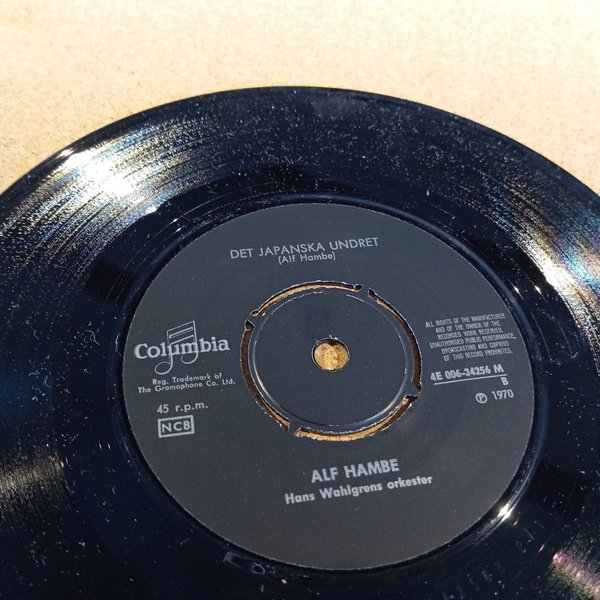 DET JAPANSKA UNDRET
(Alf Hambe)
Columbia
Reg. Trademark of
The Gramophone Co. Ltd.
45 r.p.m.
NCB
ALL RIGHTS OF THE MANUFACTURER
AND OF THE OWNER OF THE
RECORDED WORK RESERVED.
UNAUTHORISED PUBLIC PERFORMANCE,
BROADCASTING AND COPYING
OF THIS RECORD PROHIBITED.
4E 006-34256 M
B
℗ 1970
ALF HAMBE
Hans Wahlgrens orkester